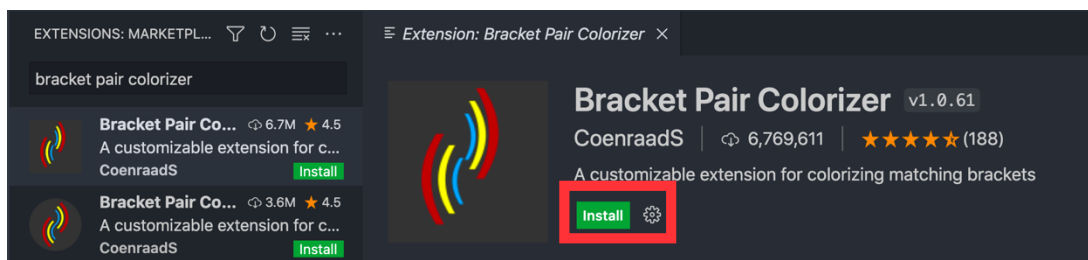 EXTENSIONS: MARKETPL...
bracket pair colorizer
Bracket Pair Co... 6.7M ★ 4.5
A customizable extension for c...
CoenraadS Install
Bracket Pair Co... 3.6M ★ 4.5
A customizable extension for c...
CoenraadS Install
Extension: Bracket Pair Colorizer ×
Bracket Pair Colorizer v1.0.61
CoenraadS | 6,769,611 | ★★★★★(188)
A customizable extension for colorizing matching brackets
Install